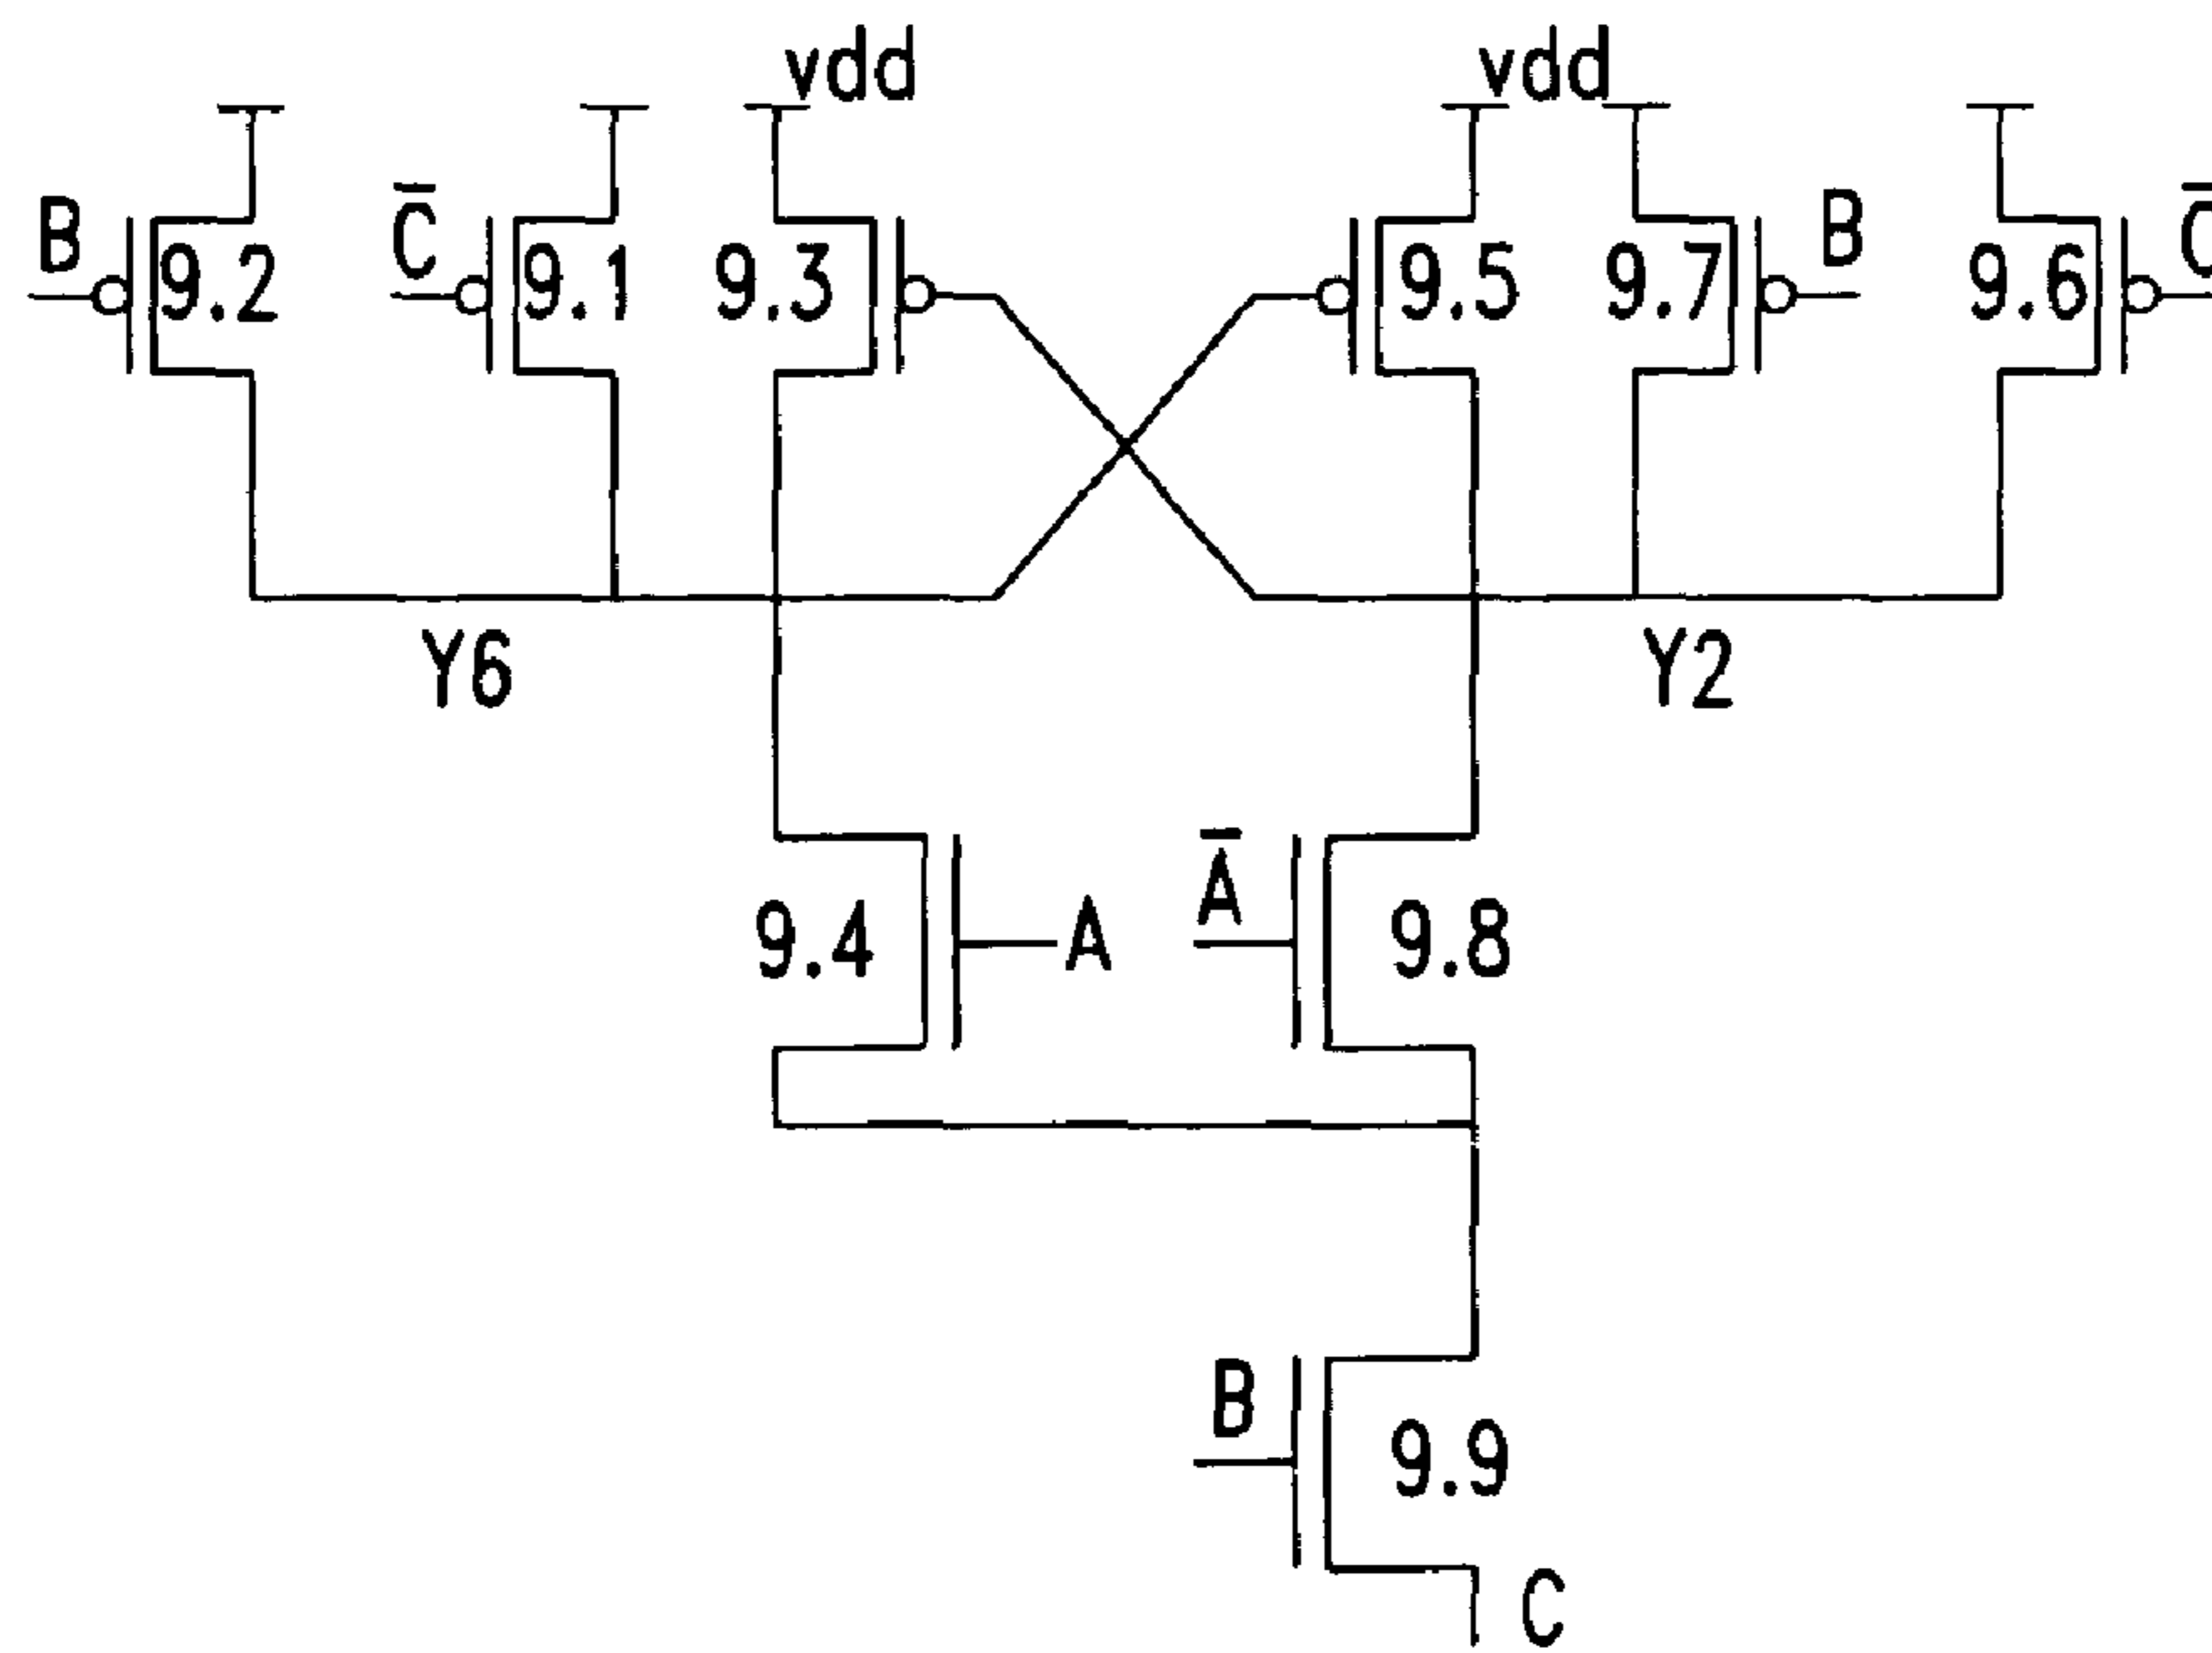 vdd vdd
B C̅ B C̅
9.2 9.1 9.3 9.5 9.7 9.6
Y6 Y2
A̅
9.4 A 9.8
B
9.9
C